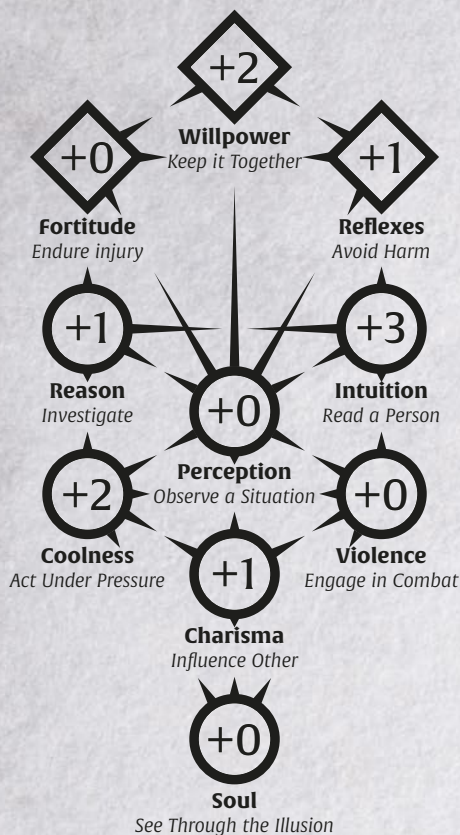 +2
Willpower
Keep it Together
+0
Fortitude
Endure injury
+1
Reflexes
Avoid Harm
+1
Reason
Investigate
+3
Intuition
Read a Person
+0
Perception
Observe a Situation
+2
Coolness
Act Under Pressure
+0
Violence
Engage in Combat
+1
Charisma
Influence Other
+0
Soul
See Through the Illusion